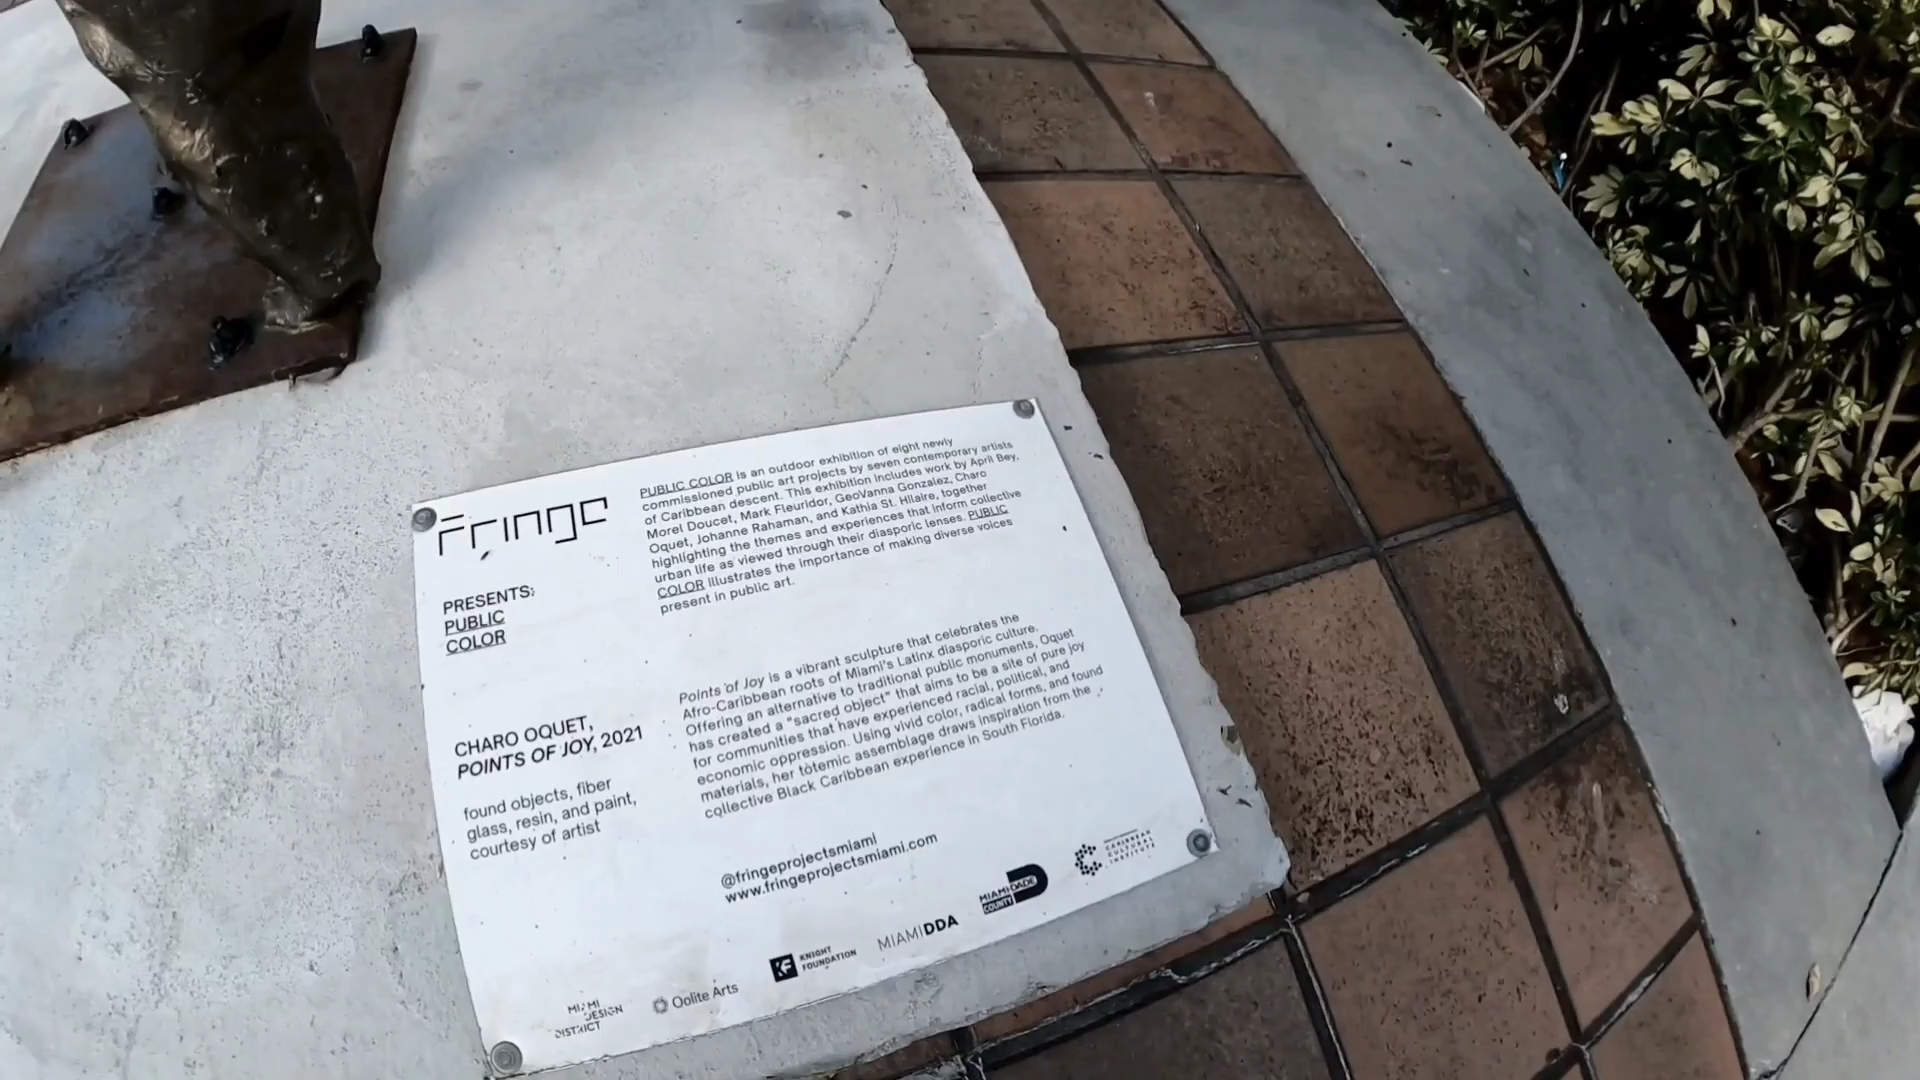 Fringe
PRESENTS:
PUBLIC
COLOR
PUBLIC COLOR is an outdoor exhibition of eight newly
commissioned public art projects by seven contemporary artists
of Caribbean descent. This exhibition includes work by April Bey,
Morel Doucet, Mark Fleuridor, GeoVanna Gonzalez, Charo
Oquet, Johanne Rahaman, and Kathia St. Hilaire, together
highlighting the themes and experiences that inform collective
urban life as viewed through their diasporic lenses. PUBLIC
COLOR illustrates the importance of making diverse voices
present in public art.
CHARO OQUET,
POINTS OF JOY, 2021
found objects, fiber
glass, resin, and paint,
courtesy of artist
Points of Joy is a vibrant sculpture that celebrates the
Afro-Caribbean roots of Miami's Latinx diasporic culture.
Offering an alternative to traditional public monuments, Oquet
has created a "sacred object" that aims to be a site of pure joy
for communities that have experienced racial, political, and
economic oppression. Using vivid color, radical forms, and found
materials, her totemic assemblage draws inspiration from the
collective Black Caribbean experience in South Florida.
@fringeprojectsmiami
www.fringeprojectsmiami.com
MIAMI
DESIGN
DISTRICT
Oolite Arts
KNIGHT
FOUNDATION
MIAMIDDA
MIAMI-DADE
COUNTY
CARIBBEAN
CULTURAL
INSTITUTE